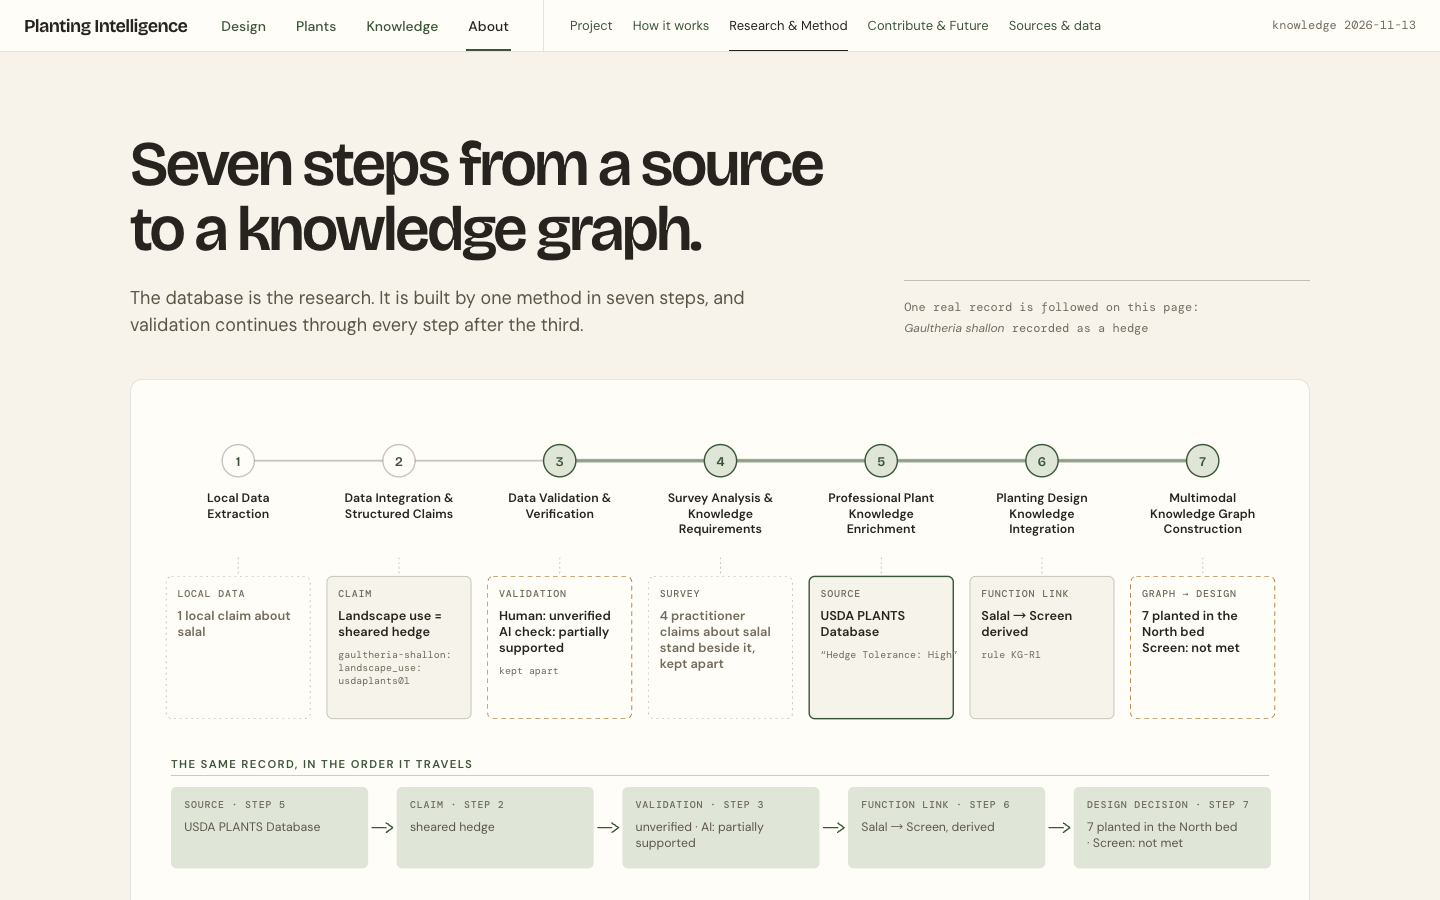 Planting Intelligence
Design
Plants
Knowledge
About
Project
How it works
Research & Method
Contribute & Future
Sources & data
knowledge 2026-11-13
Seven steps from a source
to a knowledge graph.
The database is the research. It is built by one method in seven steps, and
validation continues through every step after the third.
One real record is followed on this page:
Gaultheria shallon recorded as a hedge
1
2
3
4
5
6
7
Local Data
Extraction
Data Integration &
Structured Claims
Data Validation &
Verification
Survey Analysis &
Knowledge
Requirements
Professional Plant
Knowledge
Enrichment
Planting Design
Knowledge
Integration
Multimodal
Knowledge Graph
Construction
LOCAL DATA
1 local claim about
salal
CLAIM
Landscape use =
sheared hedge
gaultheria-shallon:
landscape_use:
usdaplants01
VALIDATION
Human: unverified
AI check: partially
supported
kept apart
SURVEY
4 practitioner
claims about salal
stand beside it,
kept apart
SOURCE
USDA PLANTS
Database
“Hedge Tolerance: High”
FUNCTION LINK
Salal → Screen
derived
rule KG-R1
GRAPH → DESIGN
7 planted in the
North bed
Screen: not met
THE SAME RECORD, IN THE ORDER IT TRAVELS
SOURCE · STEP 5
USDA PLANTS Database
CLAIM · STEP 2
sheared hedge
VALIDATION · STEP 3
unverified · AI: partially
supported
FUNCTION LINK · STEP 6
Salal → Screen, derived
DESIGN DECISION · STEP 7
7 planted in the North bed
· Screen: not met